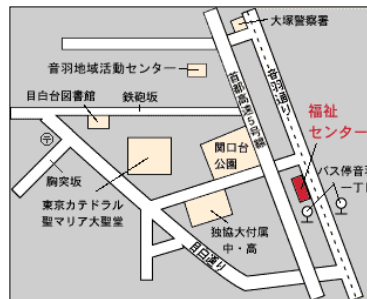 大塚警察署
音羽地域活動センター
音羽通り
首都高速5号線
目白台図書館
鉄砲坂
福祉
センター
関口台
公園
〒
胸突坂
バス停音羽
一丁目
東京カテドラル
聖マリア大聖堂
独協大付属
中・高
目白通り